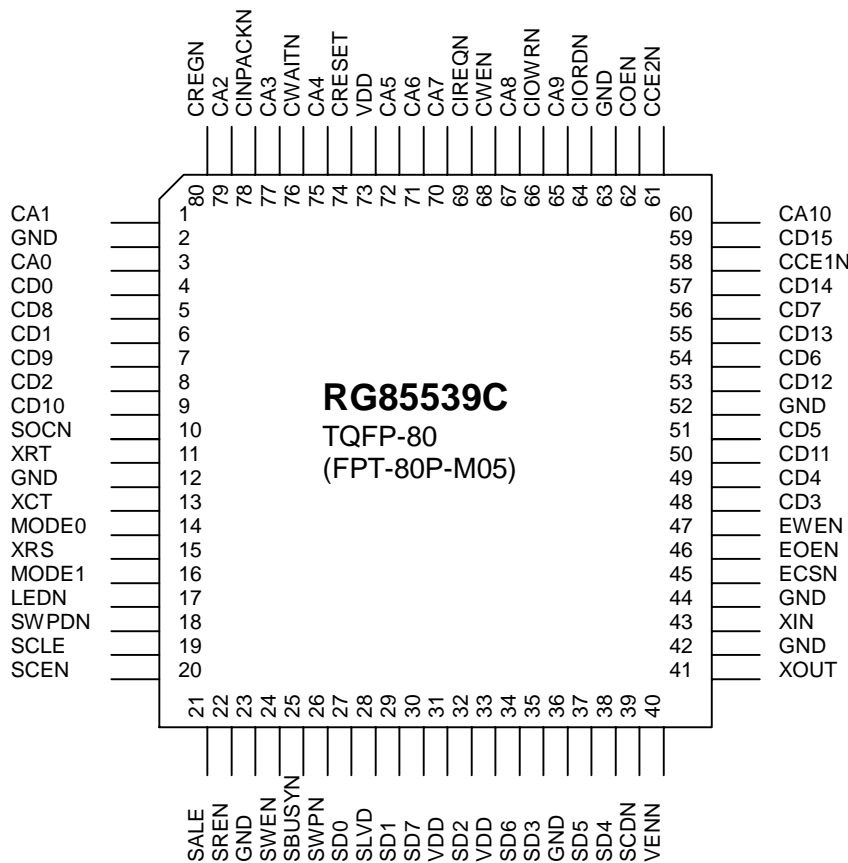 CREGN
CA2
CINPACKN
CA3
CWAITN
CA4
CRESET
VDD
CA5
CA6
CA7
CIREQN
CWEN
CA8
CIOWRN
CA9
CIORDN
GND
COEN
CCE2N
80
79
78
77
76
75
74
73
72
71
70
69
68
67
66
65
64
63
62
61
CA1 1
GND 2
CA0 3
CD0 4
CD8 5
CD1 6
CD9 7
CD2 8
CD10 9
SOCN 10
XRT 11
GND 12
XCT 13
MODE0 14
XRS 15
MODE1 16
LEDN 17
SWPDN 18
SCLE 19
SCEN 20
RG85539C
TQFP-80
(FPT-80P-M05)
60 CA10
59 CD15
58 CCE1N
57 CD14
56 CD7
55 CD13
54 CD6
53 CD12
52 GND
51 CD5
50 CD11
49 CD4
48 CD3
47 EWEN
46 EOEN
45 ECSN
44 GND
43 XIN
42 GND
41 XOUT
21
22
23
24
25
26
27
28
29
30
31
32
33
34
35
36
37
38
39
40
SALE
SREN
GND
SWEN
SBUSYN
SWPN
SD0
SLVD
SD1
SD7
VDD
SD2
VDD
SD6
SD3
GND
SD5
SD4
SCDN
VENN